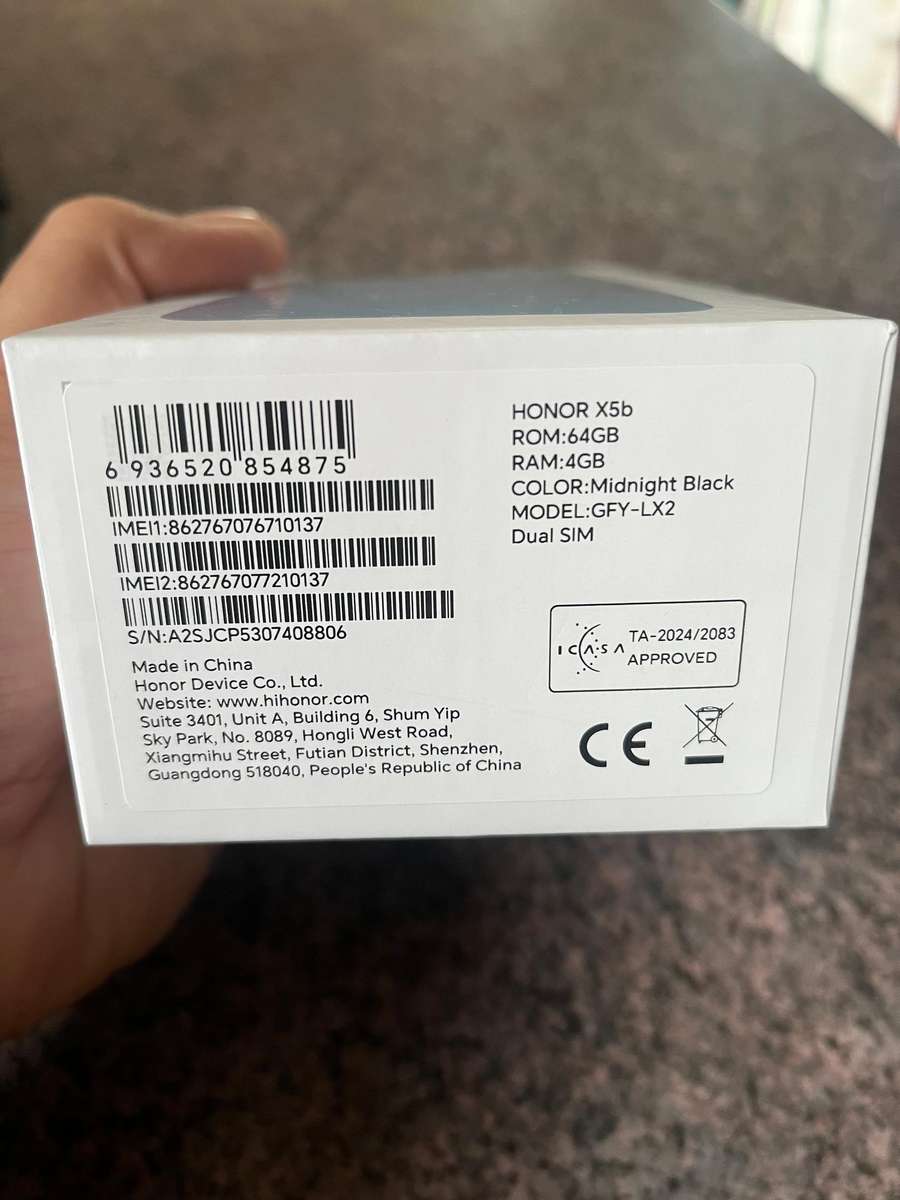 6 936520 854875
IMEI1:862767076710137
IMEI2:862767077210137
S/N:A2SJCP5307408806
Made in China
Honor Device Co., Ltd.
Website: www.hihonor.com
Suite 3401, Unit A, Building 6, Shum Yip
Sky Park, No. 8089, Hongli West Road,
Xiangmihu Street, Futian District, Shenzhen,
Guangdong 518040, People's Republic of China
HONOR X5b
ROM:64GB
RAM:4GB
COLOR:Midnight Black
MODEL:GFY-LX2
Dual SIM
ICASA TA-2024/2083
APPROVED
CE